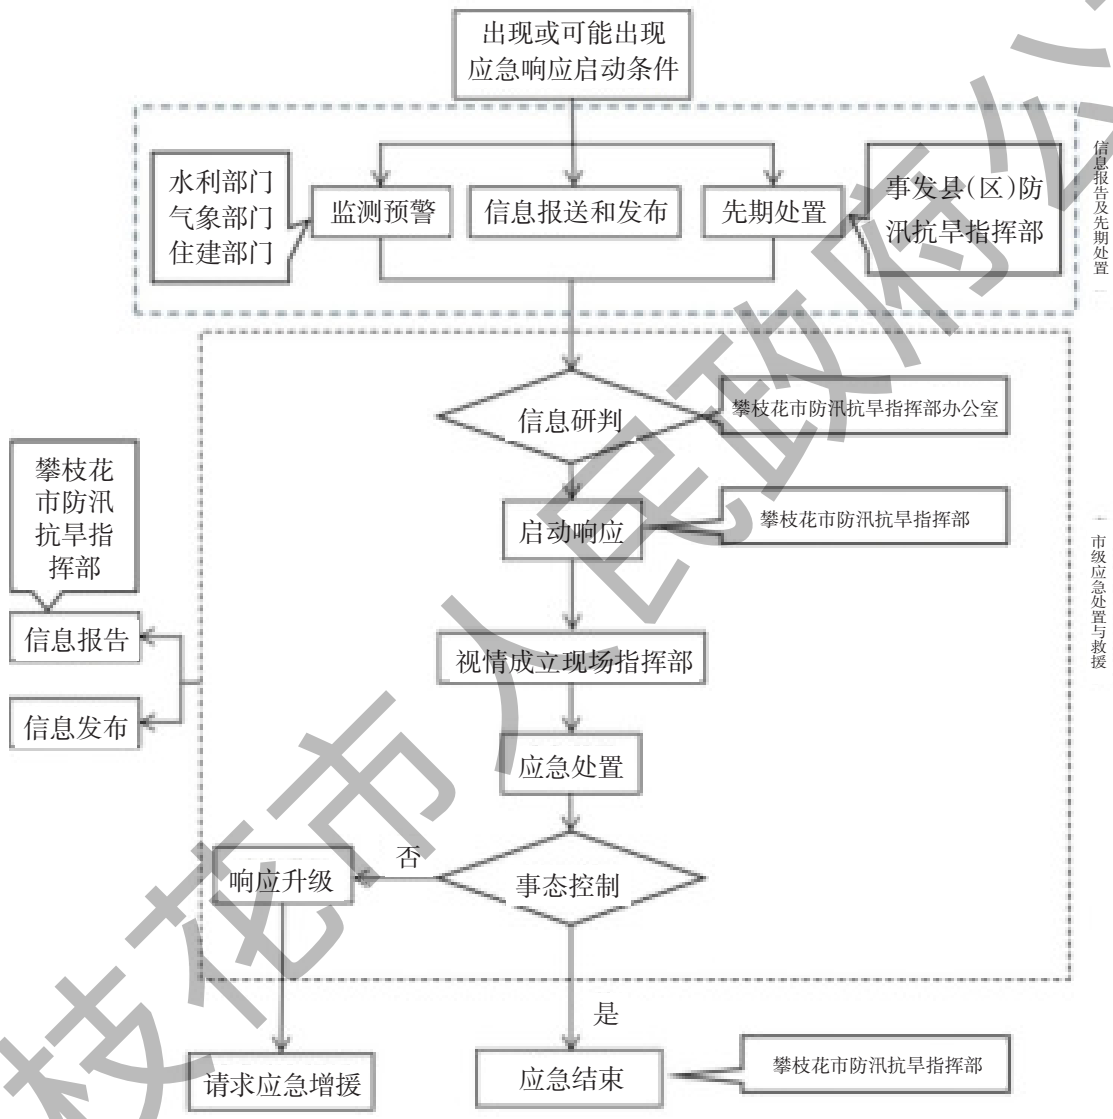 出现或可能出现
应急响应启动条件
水利部门
气象部门
住建部门
监测预警
信息报送和发布
先期处置
事发县(区)防
汛抗旱指挥部
信息报告及先期处置
信息研判
攀枝花市防汛抗旱指挥部办公室
启动响应
攀枝花市防汛抗旱指挥部
攀枝花
市防汛
抗旱指
挥部
信息报告
信息发布
视情成立现场指挥部
市级应急处置与救援
应急处置
事态控制
否
响应升级
是
请求应急增援
应急结束
攀枝花市防汛抗旱指挥部
枝花市人民政府公